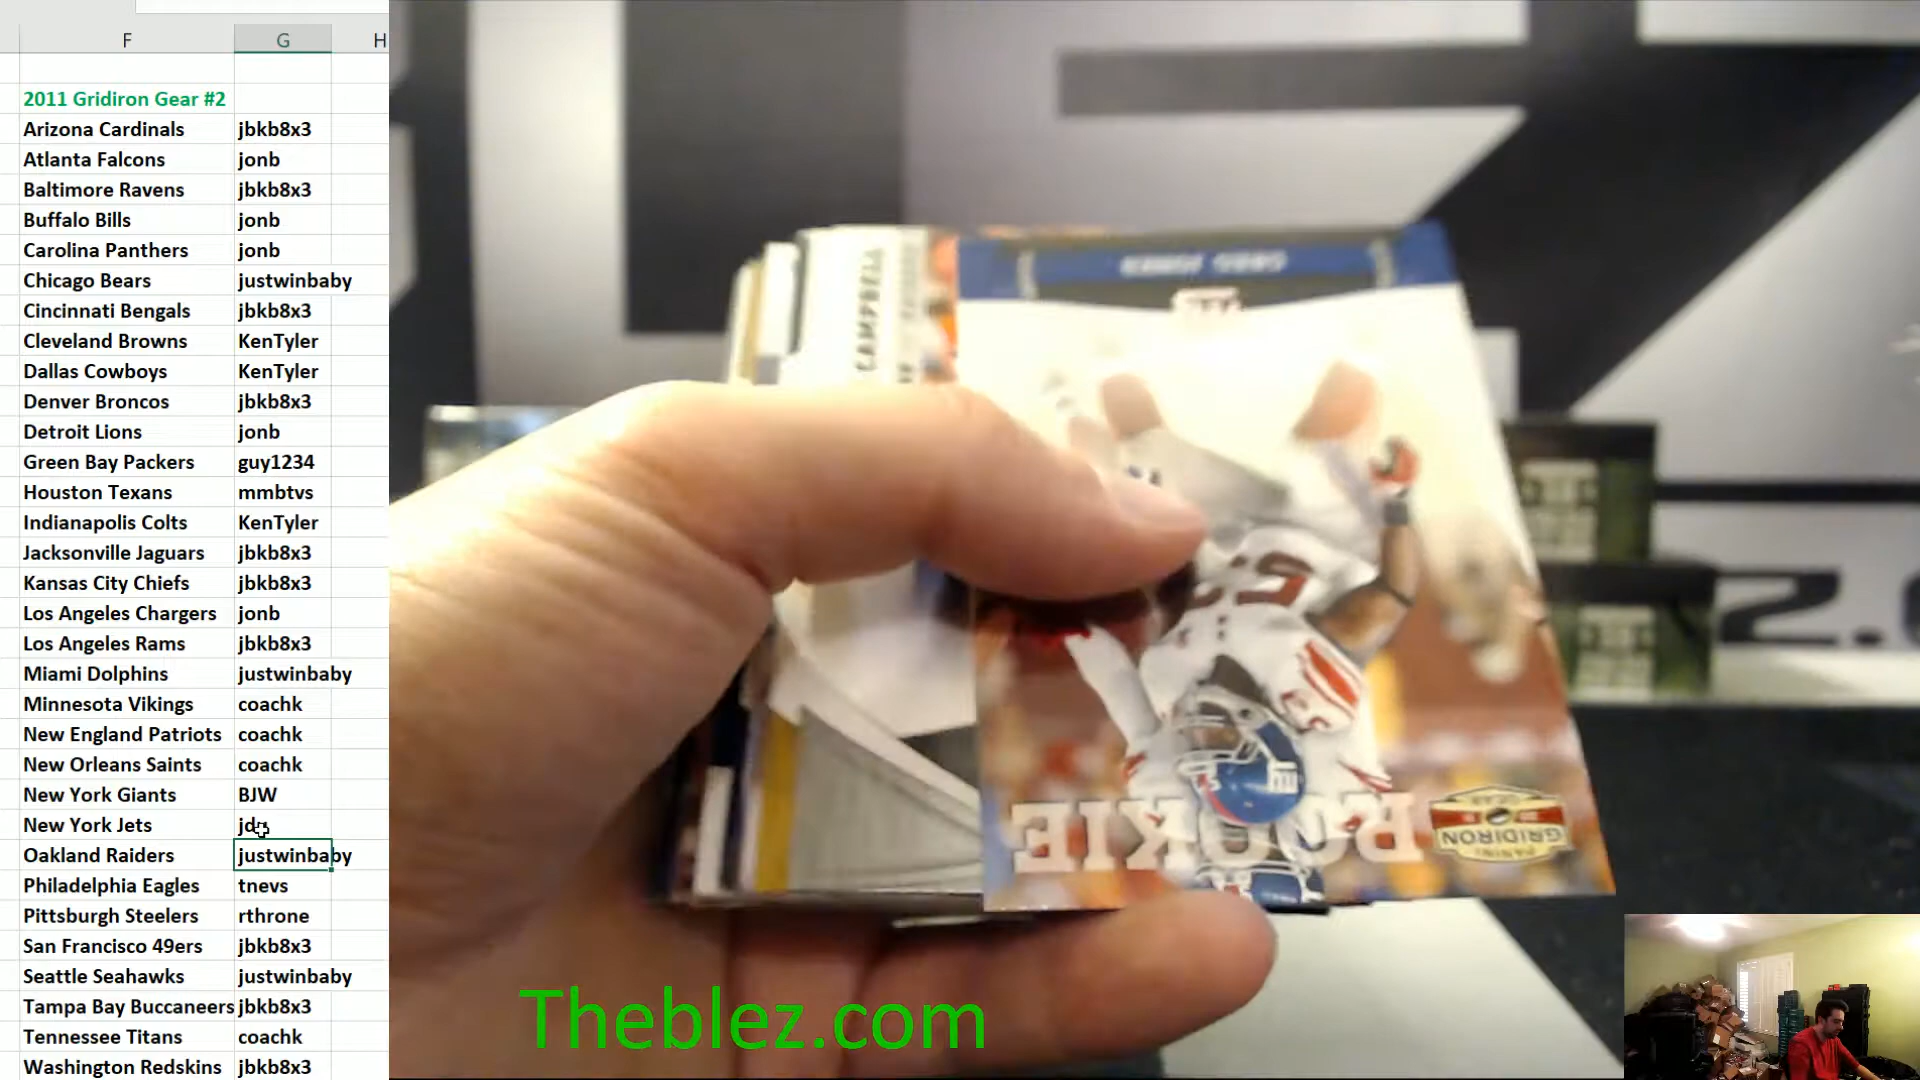 F G H
2011 Gridiron Gear #2
Arizona Cardinals jbkb8x3
Atlanta Falcons jonb
Baltimore Ravens jbkb8x3
Buffalo Bills jonb
Carolina Panthers jonb
Chicago Bears justwinbaby
Cincinnati Bengals jbkb8x3
Cleveland Browns KenTyler
Dallas Cowboys KenTyler
Denver Broncos jbkb8x3
Detroit Lions jonb
Green Bay Packers guy1234
Houston Texans mmbtvs
Indianapolis Colts KenTyler
Jacksonville Jaguars jbkb8x3
Kansas City Chiefs jbkb8x3
Los Angeles Chargers jonb
Los Angeles Rams jbkb8x3
Miami Dolphins justwinbaby
Minnesota Vikings coachk
New England Patriots coachk
New Orleans Saints coachk
New York Giants BJW
New York Jets
Oakland Raiders justwinbaby
Philadelphia Eagles tnevs
Pittsburgh Steelers rthrone
San Francisco 49ers jbkb8x3
Seattle Seahawks justwinbaby
Tampa Bay Buccaneers jbkb8x3
Tennessee Titans coachk
Washington Redskins jbkb8x3
CAMPBELL
GREG JONES
ROOKIE
PANINI
GRIDIRON
GEAR
Theblez.com